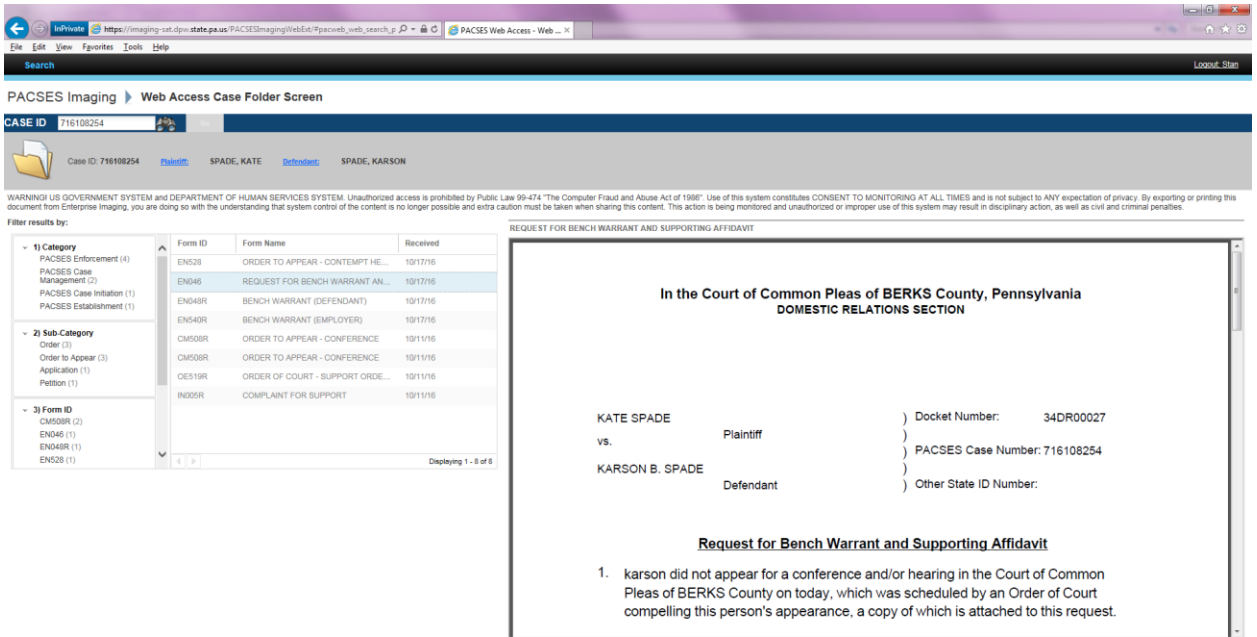 InPrivate https://imaging-sat.dpw.state.pa.us/PACSESImagingWebExt/#pacweb_web_search_p PACSES Web Access - Web ...
File Edit View Favorites Tools Help
Search Logout: Stan
PACSES Imaging Web Access Case Folder Screen
CASE ID 716108254
Case ID: 716108254 Plaintiff: SPADE, KATE Defendant: SPADE, KARSON
WARNING! US GOVERNMENT SYSTEM and DEPARTMENT OF HUMAN SERVICES SYSTEM. Unauthorized access is prohibited by Public Law 99-474 "The Computer Fraud and Abuse Act of 1986". Use of this system constitutes CONSENT TO MONITORING AT ALL TIMES and is not subject to ANY expectation of privacy. By exporting or printing this
document from Enterprise Imaging, you are doing so with the understanding that system control of the content is no longer possible and extra caution must be taken when sharing this content. This action is being monitored and unauthorized or improper use of this system may result in disciplinary action, as well as civil and criminal penalties.
Filter results by:
1) Category
PACSES Enforcement (4)
PACSES Case
Management (2)
PACSES Case Initiation (1)
PACSES Establishment (1)
2) Sub-Category
Order (3)
Order to Appear (3)
Application (1)
Petition (1)
3) Form ID
CM508R (2)
EN046 (1)
EN048R (1)
EN528 (1)
Form ID Form Name Received
EN528 ORDER TO APPEAR - CONTEMPT HE... 10/17/16
EN046 REQUEST FOR BENCH WARRANT AN... 10/17/16
EN048R BENCH WARRANT (DEFENDANT) 10/17/16
EN540R BENCH WARRANT (EMPLOYER) 10/17/16
CM508R ORDER TO APPEAR - CONFERENCE 10/11/16
CM508R ORDER TO APPEAR - CONFERENCE 10/11/16
OE519R ORDER OF COURT - SUPPORT ORDE... 10/11/16
IN005R COMPLAINT FOR SUPPORT 10/11/16
Displaying 1 - 8 of 8
REQUEST FOR BENCH WARRANT AND SUPPORTING AFFIDAVIT
In the Court of Common Pleas of BERKS County, Pennsylvania
DOMESTIC RELATIONS SECTION
KATE SPADE ) Docket Number: 34DR00027
Plaintiff )
vs. ) PACSES Case Number: 716108254
KARSON B. SPADE )
Defendant ) Other State ID Number:
Request for Bench Warrant and Supporting Affidavit
1. karson did not appear for a conference and/or hearing in the Court of Common
Pleas of BERKS County on today, which was scheduled by an Order of Court
compelling this person's appearance, a copy of which is attached to this request.